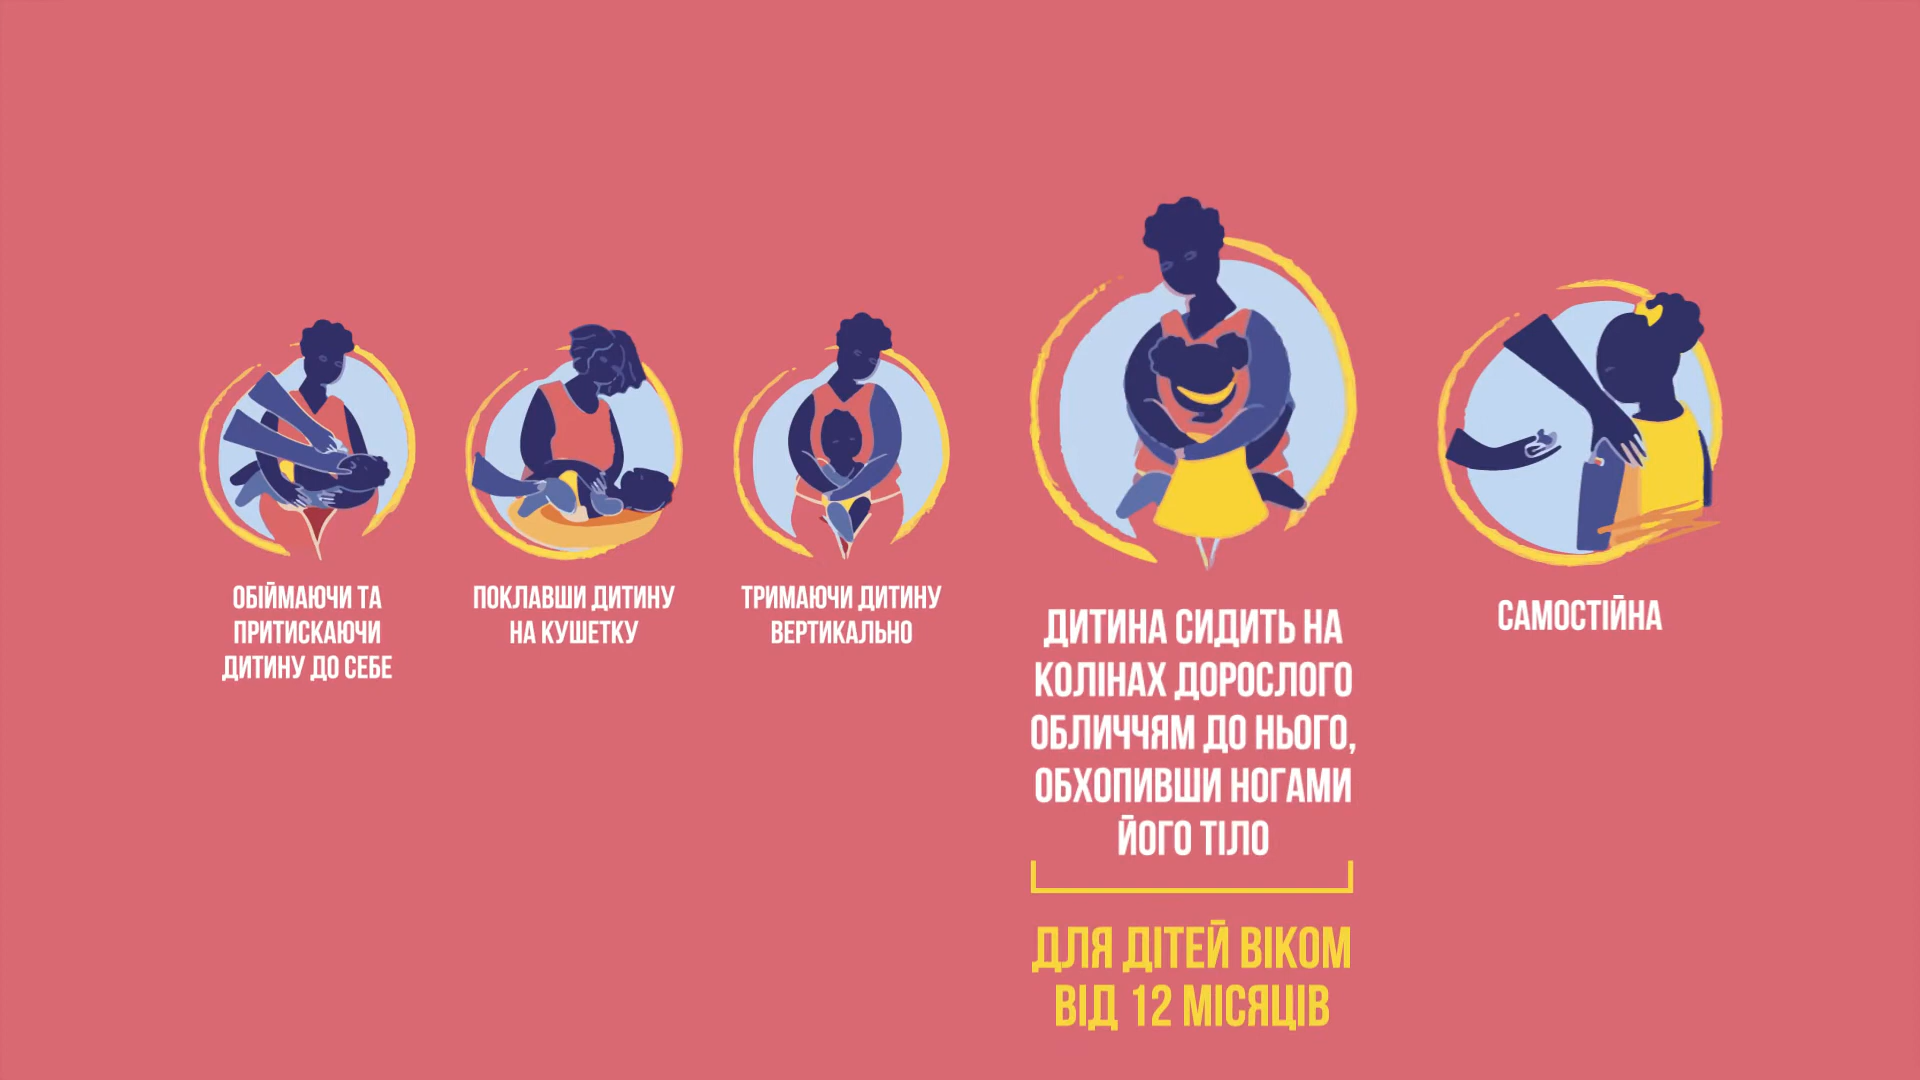 ОБІЙМАЮЧИ ТА
ПРИТИСКАЮЧИ
ДИТИНУ ДО СЕБЕ
ПОКЛАВШИ ДИТИНУ
НА КУШЕТКУ
ТРИМАЮЧИ ДИТИНУ
ВЕРТИКАЛЬНО
ДИТИНА СИДИТЬ НА
КОЛІНАХ ДОРОСЛОГО
ОБЛИЧЧЯМ ДО НЬОГО,
ОБХОПИВШИ НОГАМИ
ЙОГО ТІЛО
ДЛЯ ДІТЕЙ ВІКОМ
ВІД 12 МІСЯЦІВ
САМОСТІЙНА